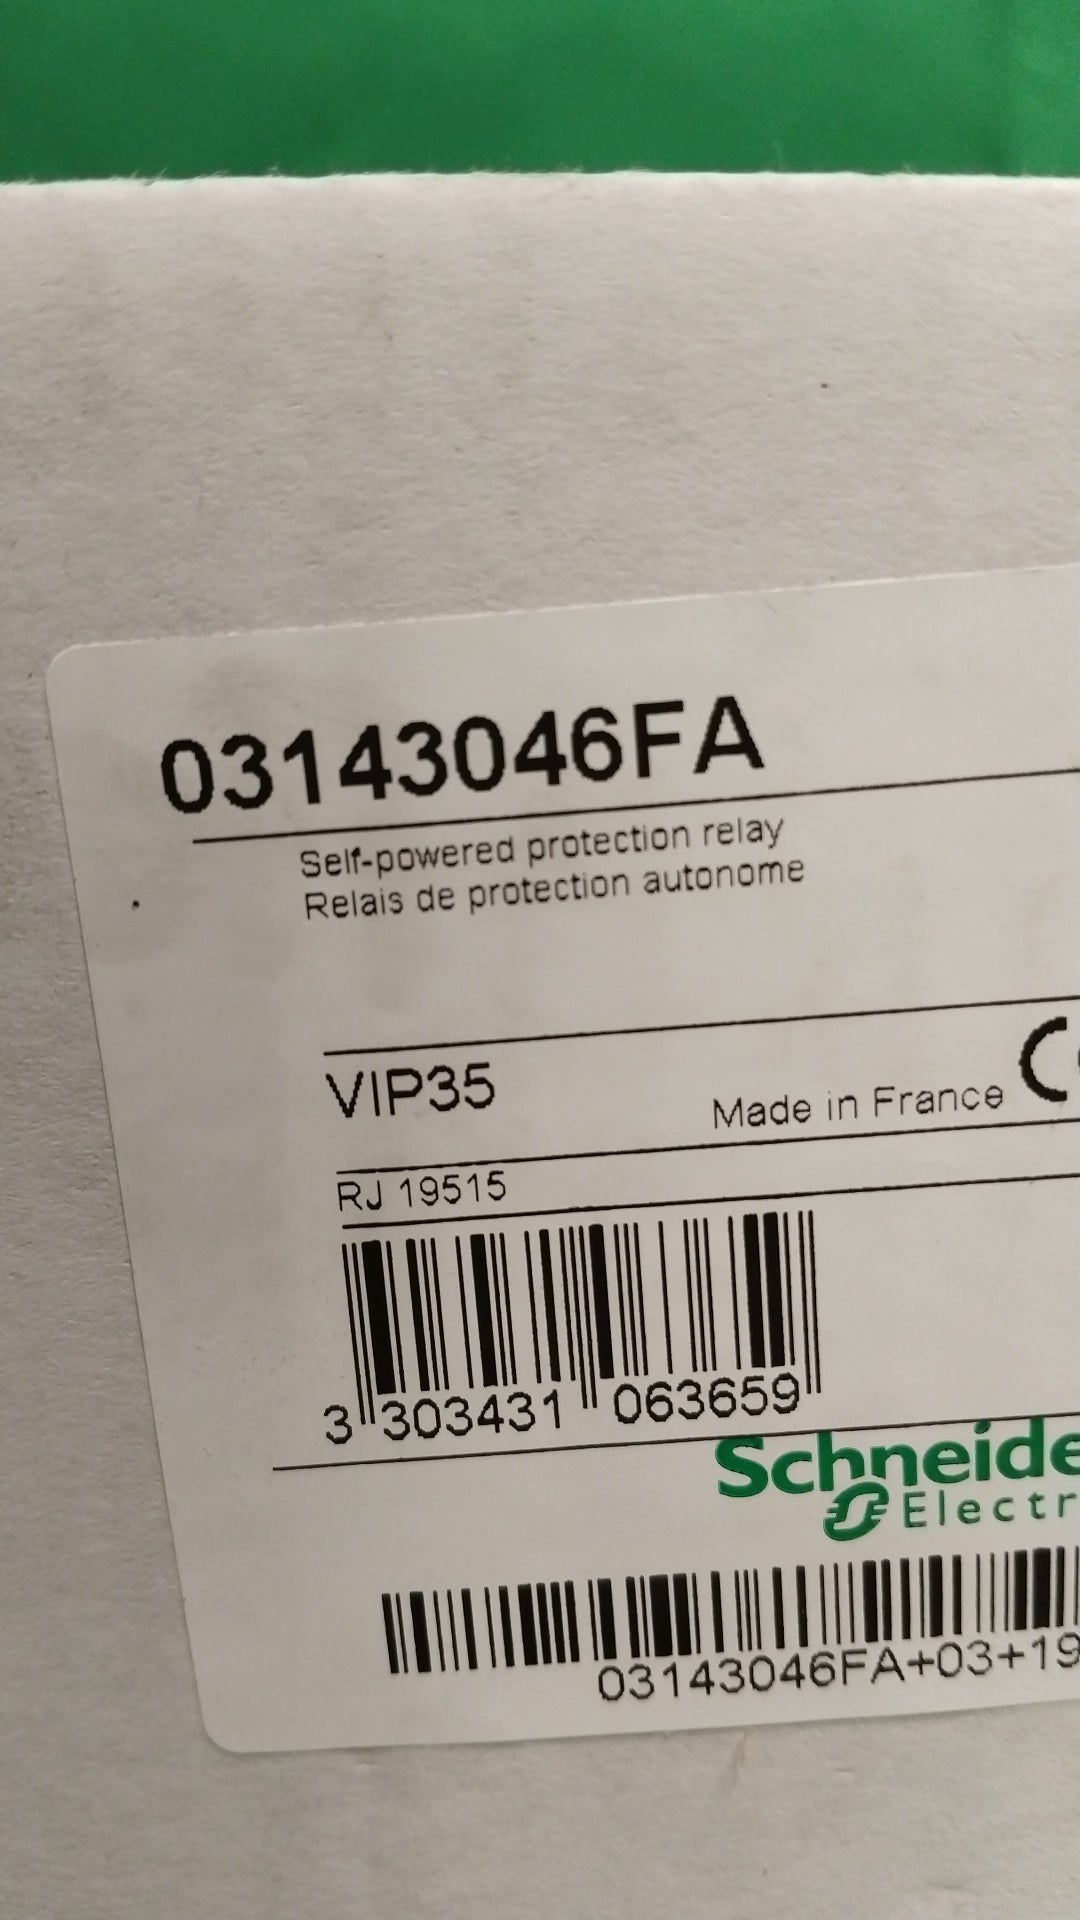 03143046FA
Self-powered protection relay
Relais de protection autonome
VIP35
Made in France
RJ 19515
3 303431 063659
Schneide
Electr
03143046FA+03+19